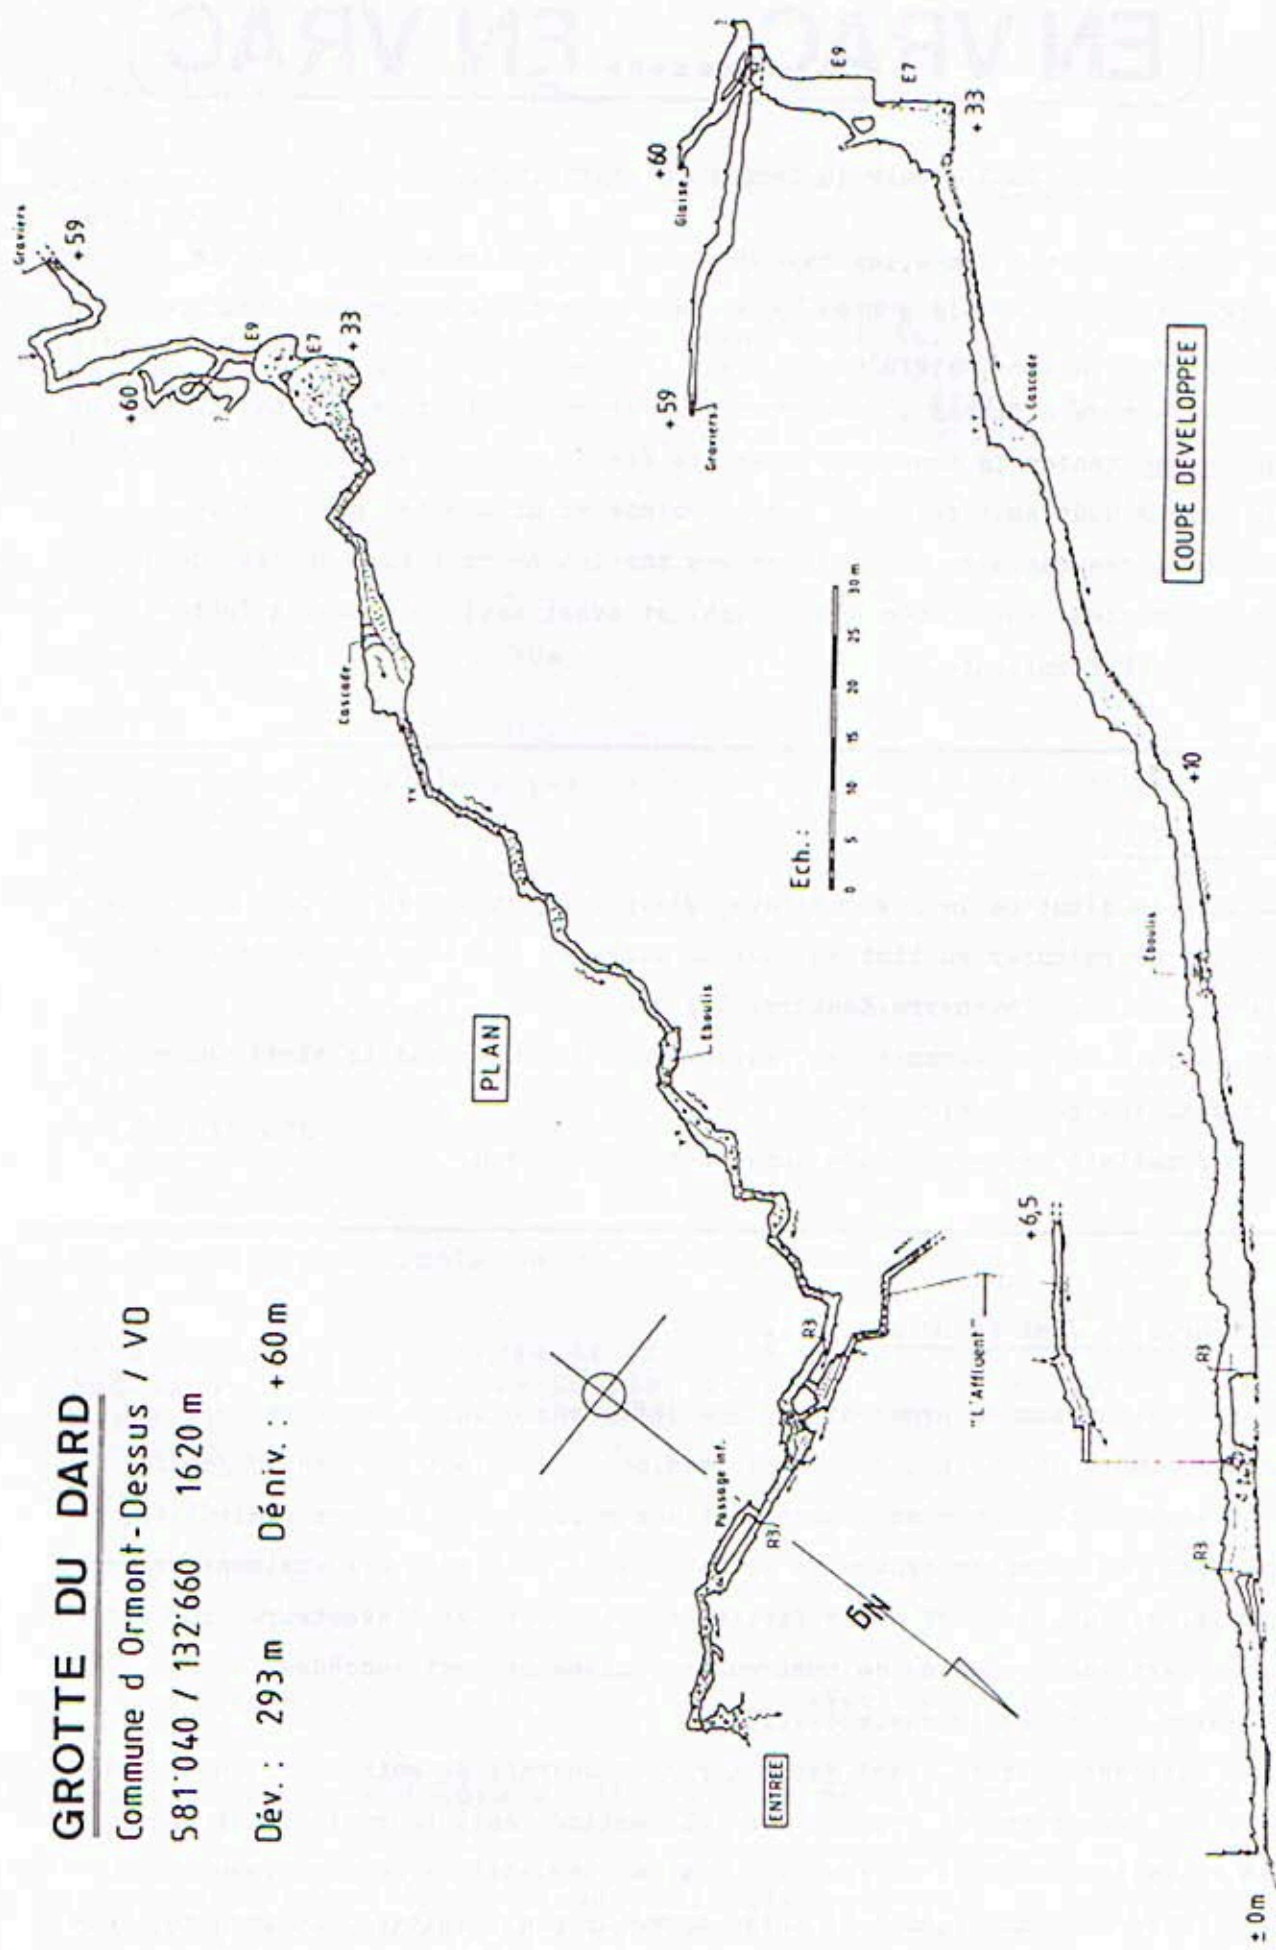 GROTTE DU DARD
Commune d'Ormont-Dessus / VD
581'040 / 132'660 1620 m
Dév. : 293 m Déniv. : +60 m
ENTREE
R3
Passage inf.
R3
"L'Affluent"
Eboulis
PLAN
Cascade
+33
E7
E9
?
+60
+59
Graviers
Ech. :
0 5 10 15 20 25 30 m
Ng
COUPE DEVELOPPEE
± 0m
R3
R3
+6,5
Eboulis
+10
Cascade
+33
E7
E9
?
+60
Glaise
+59
Graviers